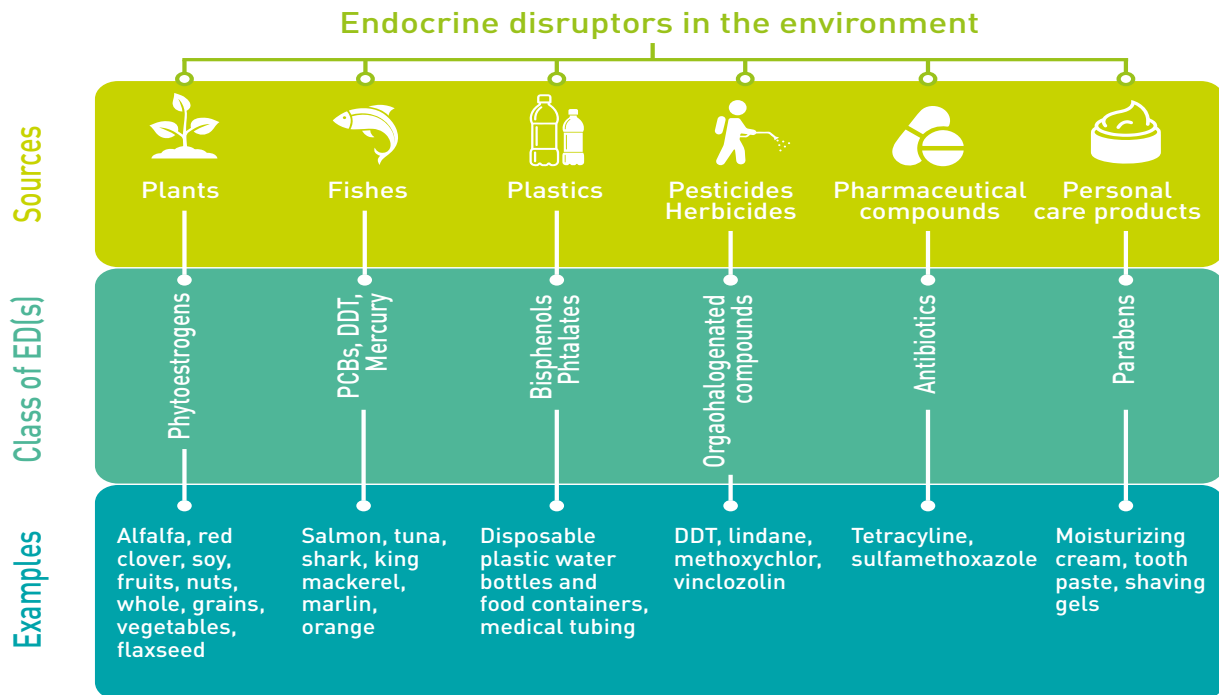 Endocrine disruptors in the environment
Sources
Plants
Fishes
Plastics
Pesticides
Herbicides
Pharmaceutical
compounds
Personal
care products
Class of ED(s)
Phytoestrogens
PCBs, DDT,
Mercury
Bisphenols
Phtalates
Orgaohalogenated
compounds
Antibiotics
Parabens
Examples
Alfalfa, red
clover, soy,
fruits, nuts,
whole, grains,
vegetables,
flaxseed
Salmon, tuna,
shark, king
mackerel,
marlin,
orange
Disposable
plastic water
bottles and
food containers,
medical tubing
DDT, lindane,
methoxychlor,
vinclozolin
Tetracyline,
sulfamethoxazole
Moisturizing
cream, tooth
paste, shaving
gels